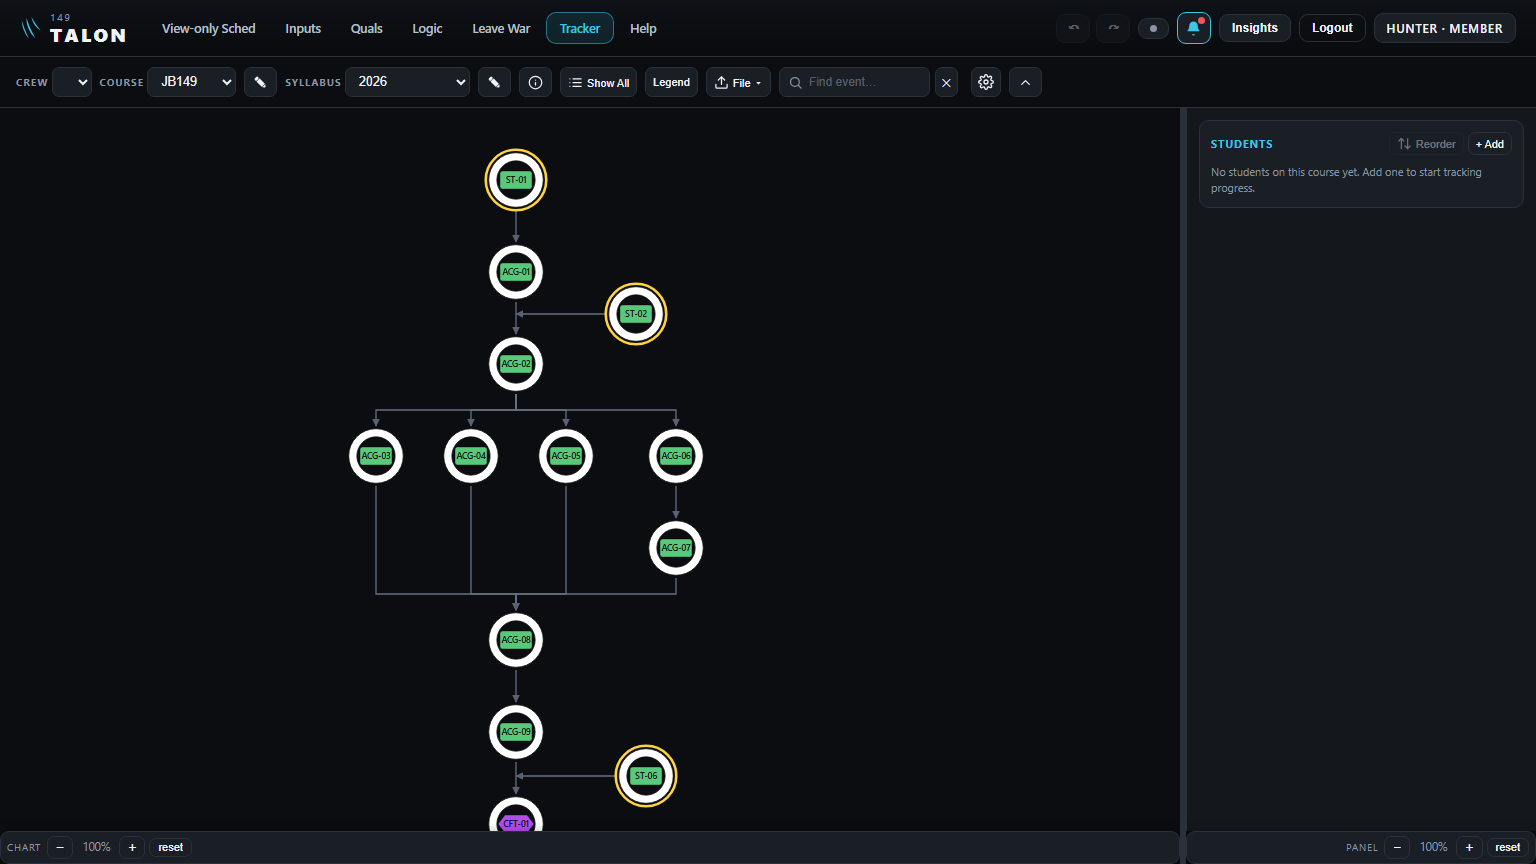 149
TALON
View-only Sched
Inputs
Quals
Logic
Leave War
Tracker
Help
Insights
Logout
HUNTER · MEMBER
CREW
COURSE
JB149
SYLLABUS
2026
Show All
Legend
File
Find event...
ST-01
ACG-01
ST-02
ACG-02
ACG-03
ACG-04
ACG-05
ACG-06
ACG-07
ACG-08
ACG-09
ST-06
CFT-01
STUDENTS
Reorder
+ Add
No students on this course yet. Add one to start tracking
progress.
CHART
−
100%
+
reset
PANEL
−
100%
+
reset